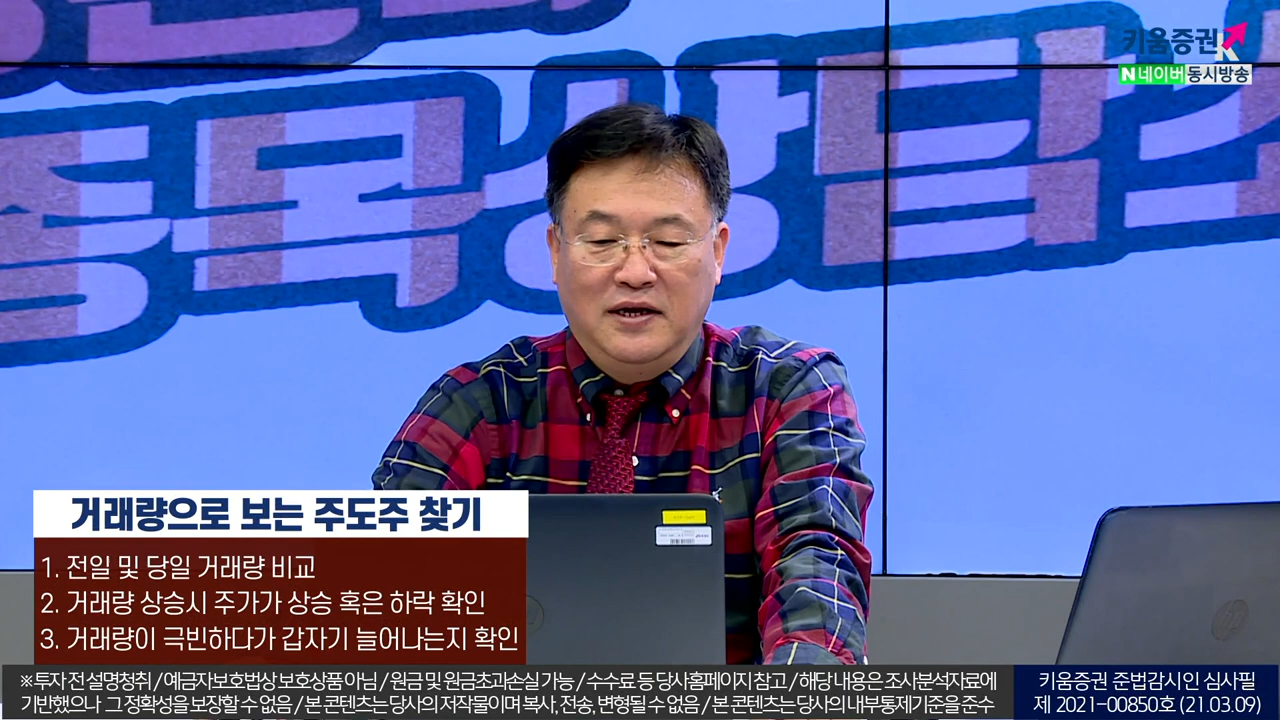 종목상담소
키움증권
N 네이버 동시방송
거래량으로 보는 주도주 찾기
1. 전일 및 당일 거래량 비교
2. 거래량 상승시 주가가 상승 혹은 하락 확인
3. 거래량이 극빈하다가 갑자기 늘어나는지 확인
※ 투자 전 설명청취 / 예금자보호법상 보호상품 아님 / 원금 및 원금초과손실 가능 / 수수료 등 당사홈페이지 참고 / 해당 내용은 조사분석자료에
기반했으나 그 정확성을 보장할 수 없음 / 본 콘텐츠는 당사의 저작물이며 복사, 전송, 변형될 수 없음 / 본 콘텐츠는 당사의 내부통제기준을 준수
키움증권 준법감시인 심사필
제 2021-00850호 (21.03.09)